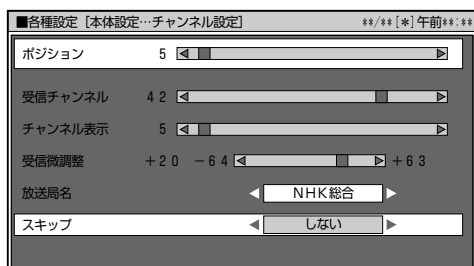 ■各種設定［本体設定…チャンネル設定］ **/**[*]午前**:**
ポジション 5
受信チャンネル 42
チャンネル表示 5
受信微調整 +20 −64 +63
放送局名 NHK総合
スキップ しない